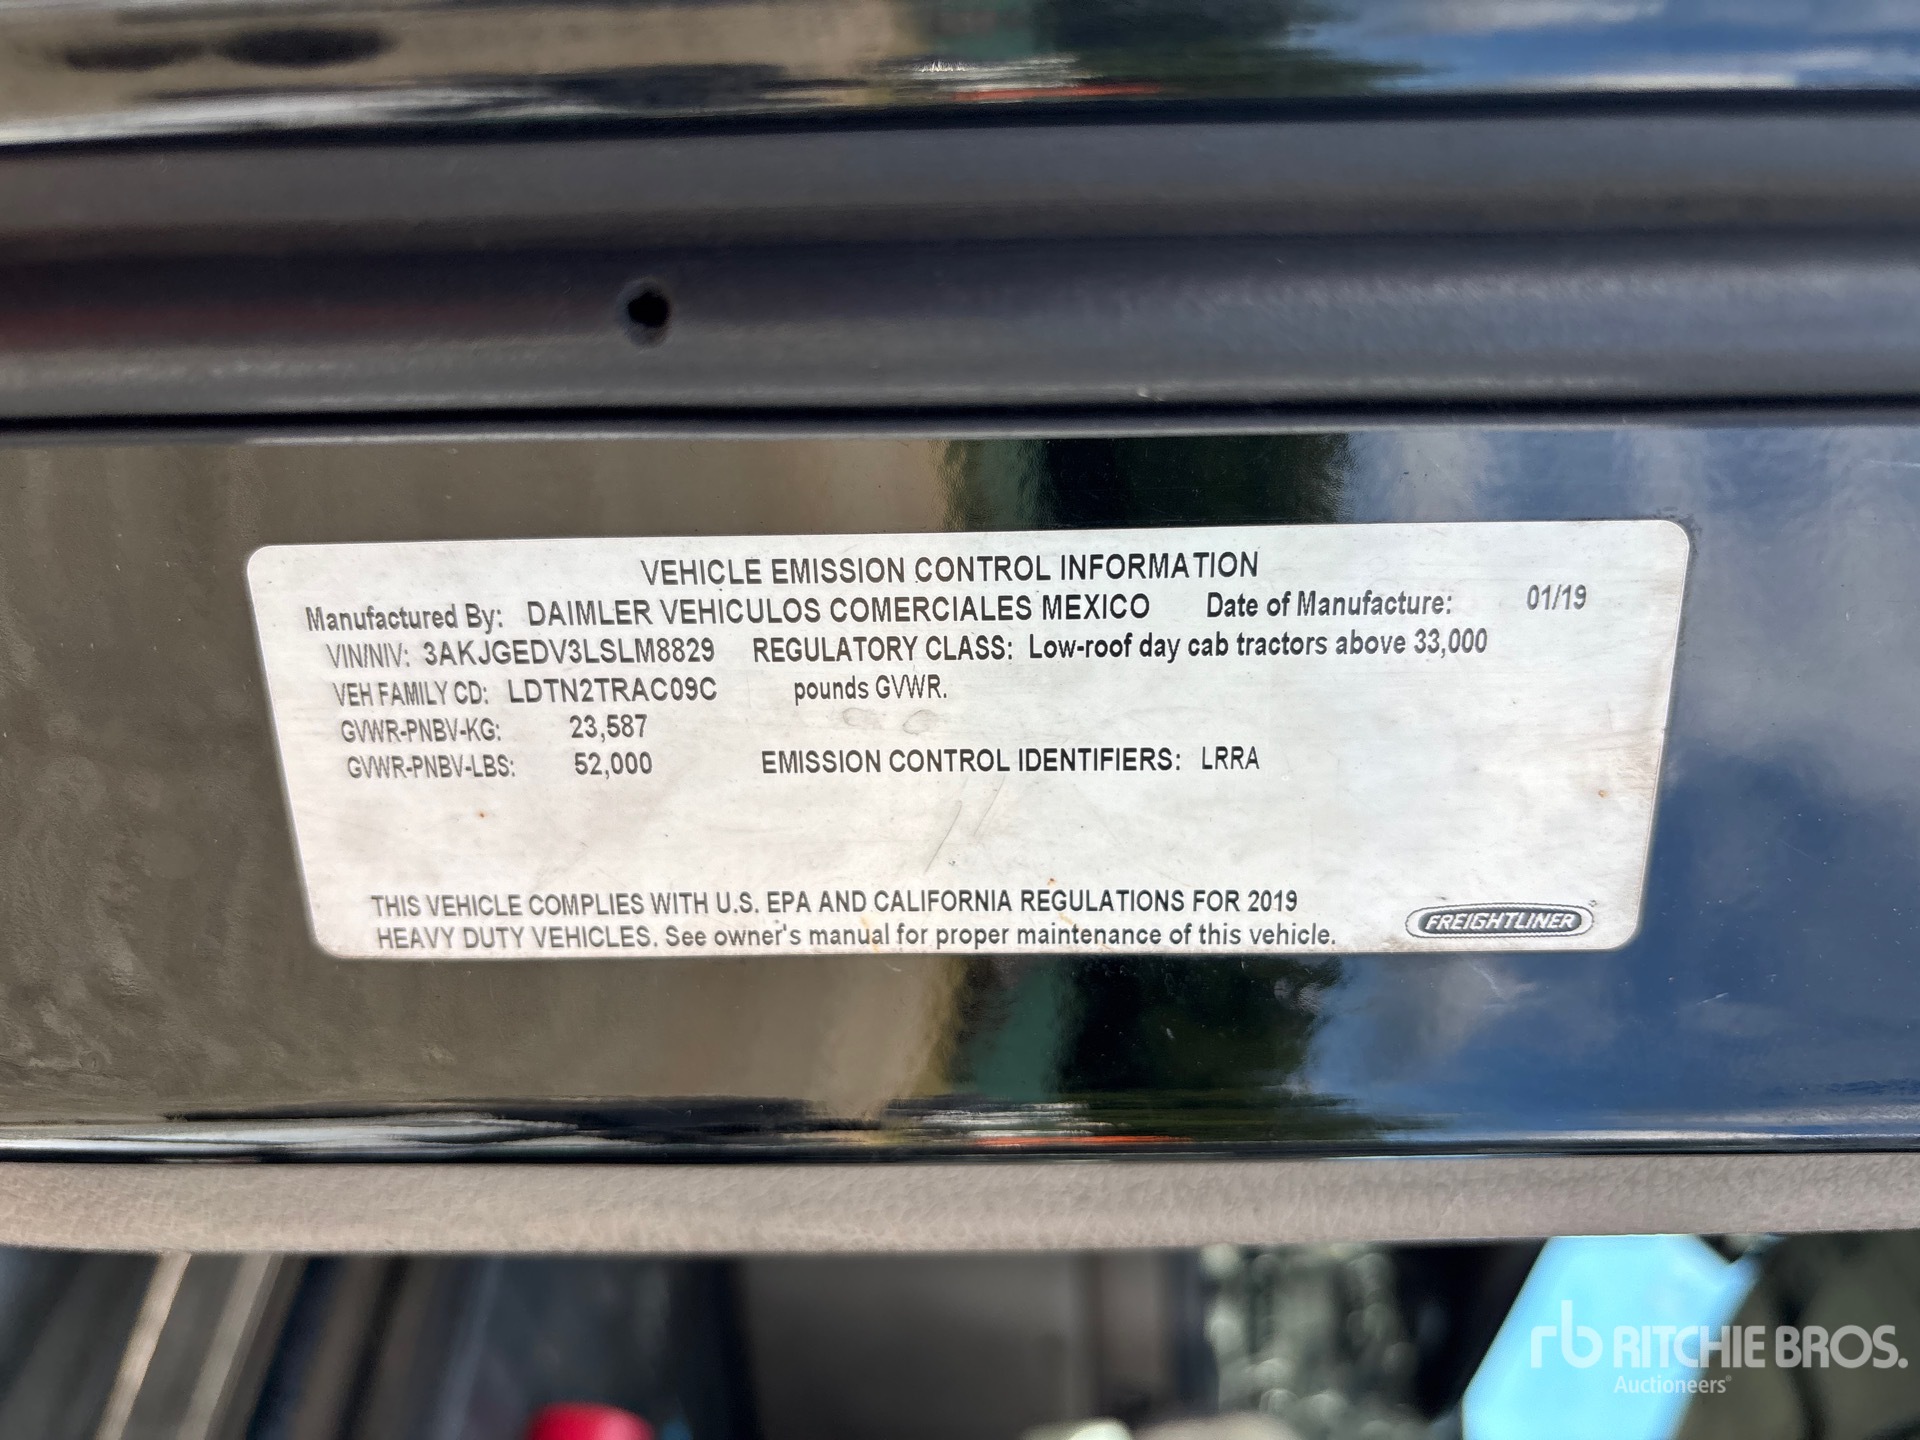 VEHICLE EMISSION CONTROL INFORMATION
Manufactured By: DAIMLER VEHICULOS COMERCIALES MEXICO Date of Manufacture: 01/19
VIN/NIV: 3AKJGEDV3LSLM8829 REGULATORY CLASS: Low-roof day cab tractors above 33,000
VEH FAMILY CD: LDTN2TRAC09C pounds GVWR.
GVWR-PNBV-KG: 23,587
GVWR-PNBV-LBS: 52,000 EMISSION CONTROL IDENTIFIERS: LRRA
THIS VEHICLE COMPLIES WITH U.S. EPA AND CALIFORNIA REGULATIONS FOR 2019
HEAVY DUTY VEHICLES. See owner's manual for proper maintenance of this vehicle.
FREIGHTLINER
rb RITCHIE BROS.
Auctioneers